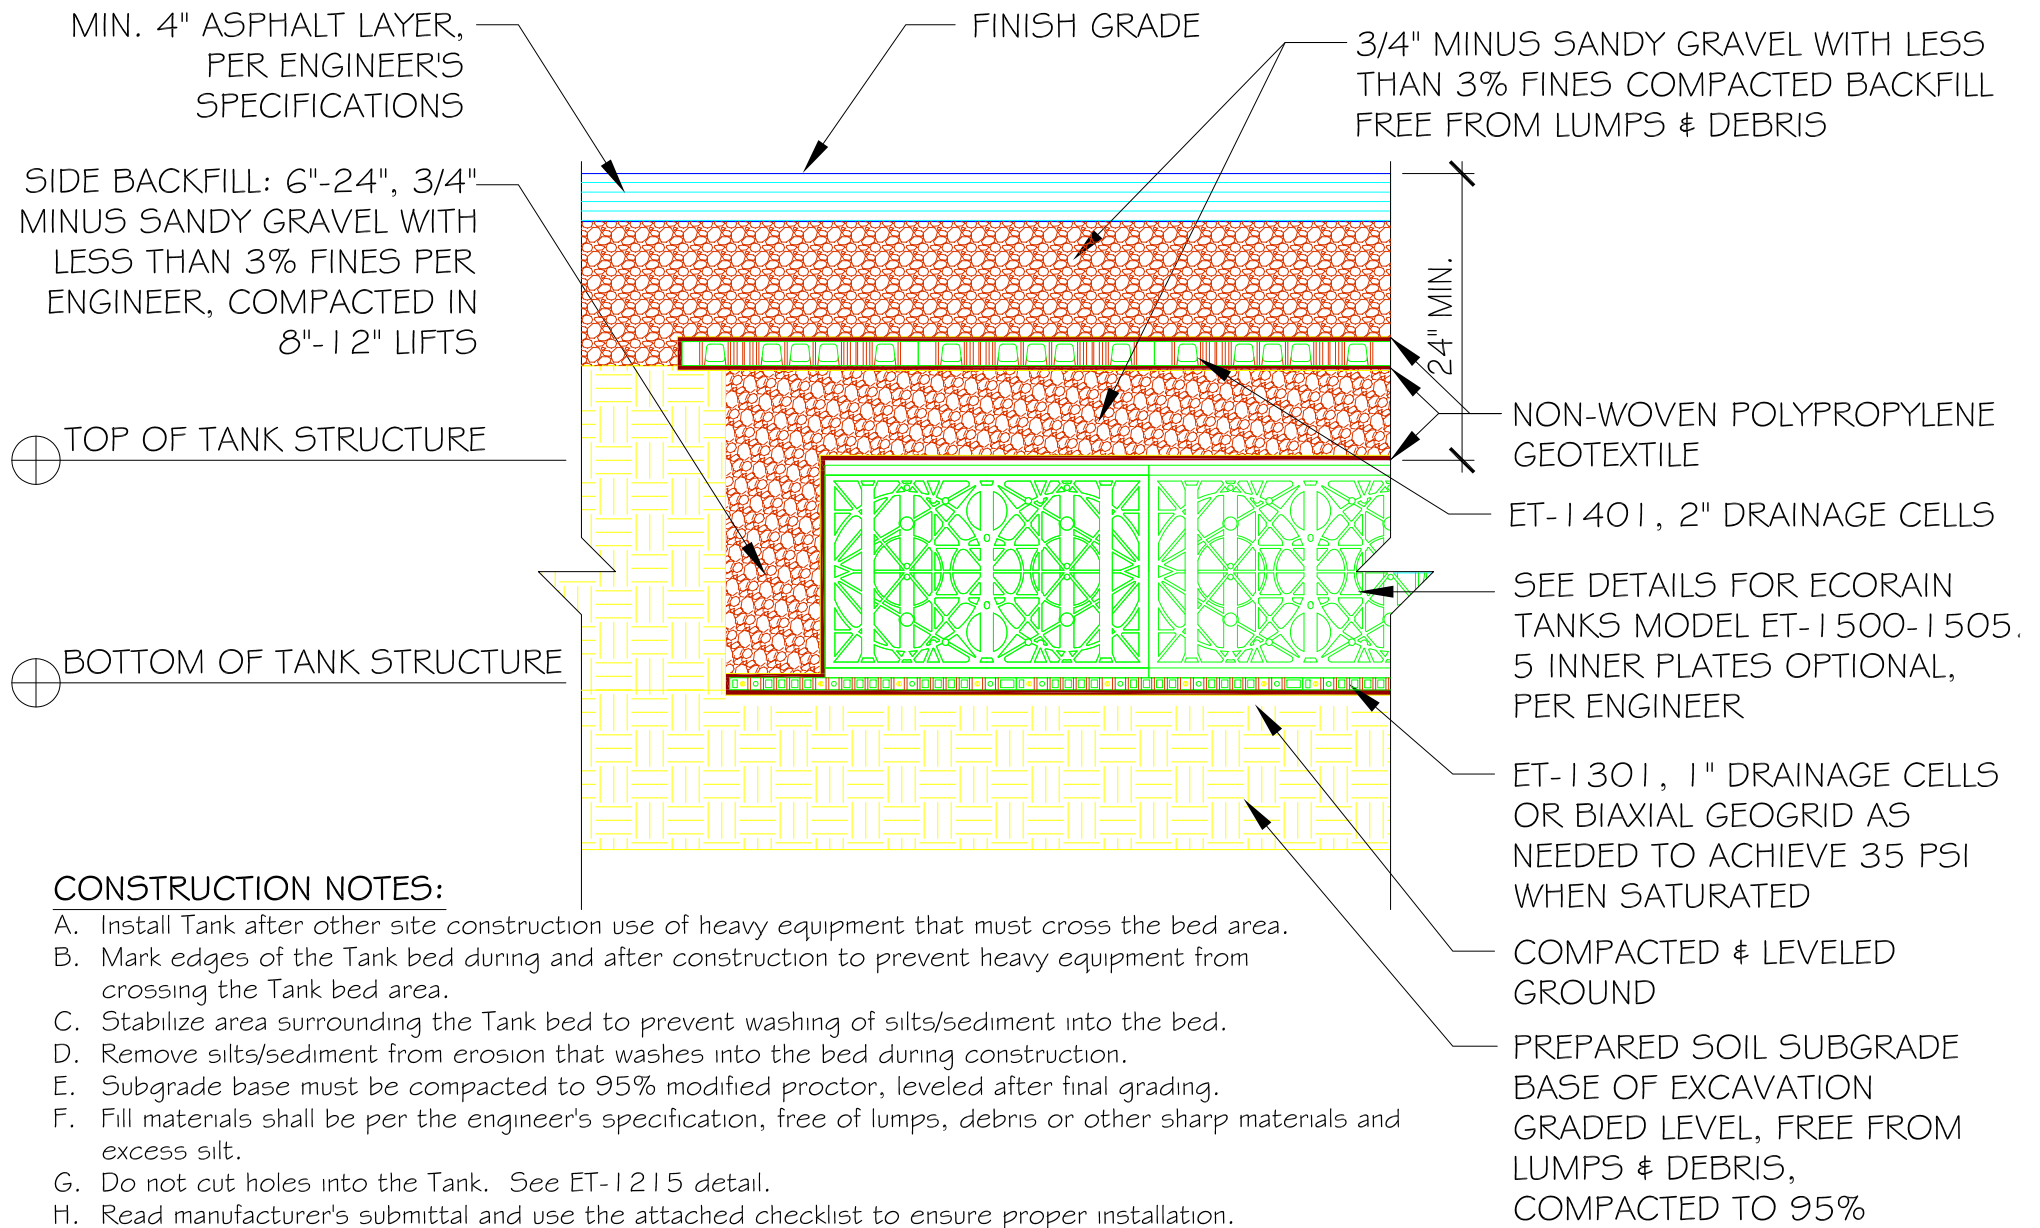 MIN. 4" ASPHALT LAYER,
PER ENGINEER'S
SPECIFICATIONS
FINISH GRADE
3/4" MINUS SANDY GRAVEL WITH LESS
THAN 3% FINES COMPACTED BACKFILL
FREE FROM LUMPS & DEBRIS
SIDE BACKFILL: 6"-24", 3/4"
MINUS SANDY GRAVEL WITH
LESS THAN 3% FINES PER
ENGINEER, COMPACTED IN
8"-12" LIFTS
24" MIN.
TOP OF TANK STRUCTURE
NON-WOVEN POLYPROPYLENE
GEOTEXTILE
ET-1401, 2" DRAINAGE CELLS
SEE DETAILS FOR ECORAIN
TANKS MODEL ET-1500-1505.
5 INNER PLATES OPTIONAL,
PER ENGINEER
BOTTOM OF TANK STRUCTURE
ET-1301, 1" DRAINAGE CELLS
OR BIAXIAL GEOGRID AS
NEEDED TO ACHIEVE 35 PSI
WHEN SATURATED
COMPACTED & LEVELED
GROUND
PREPARED SOIL SUBGRADE
BASE OF EXCAVATION
GRADED LEVEL, FREE FROM
LUMPS & DEBRIS,
COMPACTED TO 95%
CONSTRUCTION NOTES:
A. Install Tank after other site construction use of heavy equipment that must cross the bed area.
B. Mark edges of the Tank bed during and after construction to prevent heavy equipment from
crossing the Tank bed area.
C. Stabilize area surrounding the Tank bed to prevent washing of silts/sediment into the bed.
D. Remove silts/sediment from erosion that washes into the bed during construction.
E. Subgrade base must be compacted to 95% modified proctor, leveled after final grading.
F. Fill materials shall be per the engineer's specification, free of lumps, debris or other sharp materials and
excess silt.
G. Do not cut holes into the Tank. See ET-1215 detail.
H. Read manufacturer's submittal and use the attached checklist to ensure proper installation.